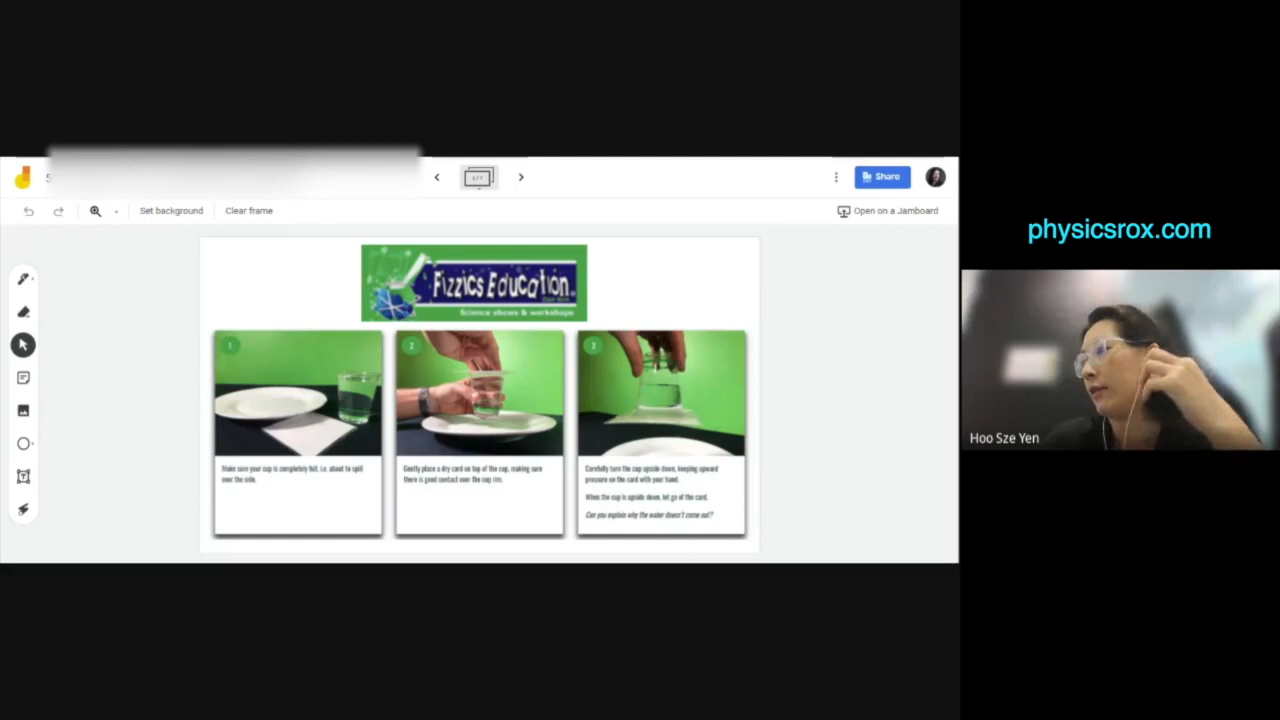 5
1/1
Share
Set background
Clear frame
Open on a Jamboard
physicsrox.com
Fizzics Education
Science shows & workshops
1
2
3
Make sure your cup is completely full, i.e. about to spill
over the side.
Gently place a dry card on top of the cup, making sure
there is good contact over the cup rim.
Carefully turn the cup upside down, keeping upward
pressure on the card with your hand.
When the cup is upside down, let go of the card.
Can you explain why the water doesn't come out?
Hoo Sze Yen